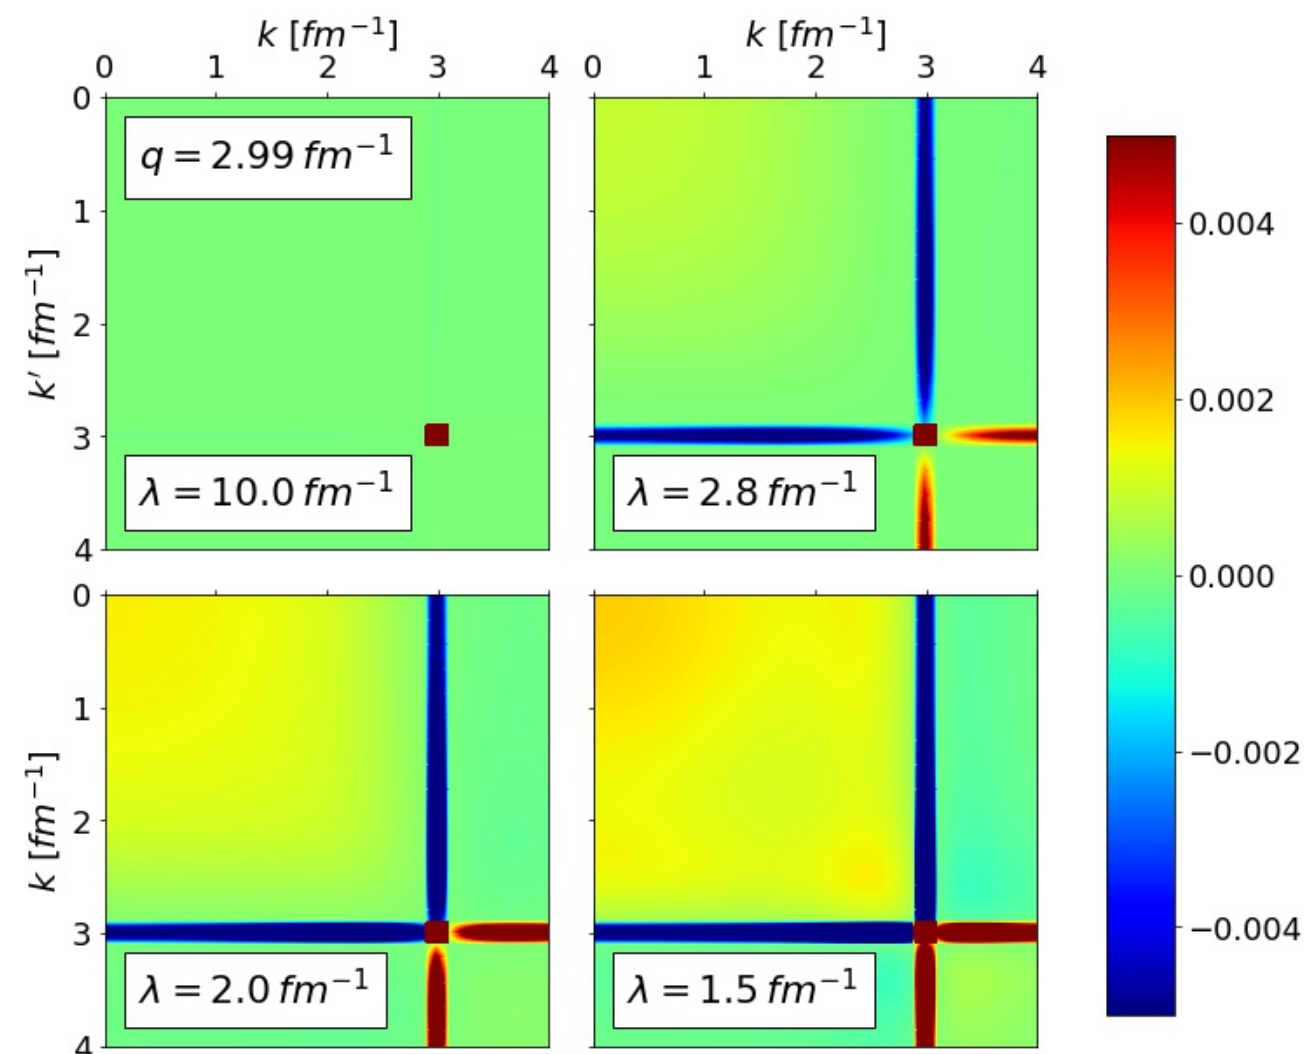 k [fm⁻¹] k [fm⁻¹]
0 1 2 3 4 0 1 2 3 4
0
q = 2.99 fm⁻¹
1
k′ [fm⁻¹]
2
3
λ = 10.0 fm⁻¹ λ = 2.8 fm⁻¹
4
0
1
k [fm⁻¹]
2
3
λ = 2.0 fm⁻¹ λ = 1.5 fm⁻¹
4
0.004
0.002
0.000
−0.002
−0.004